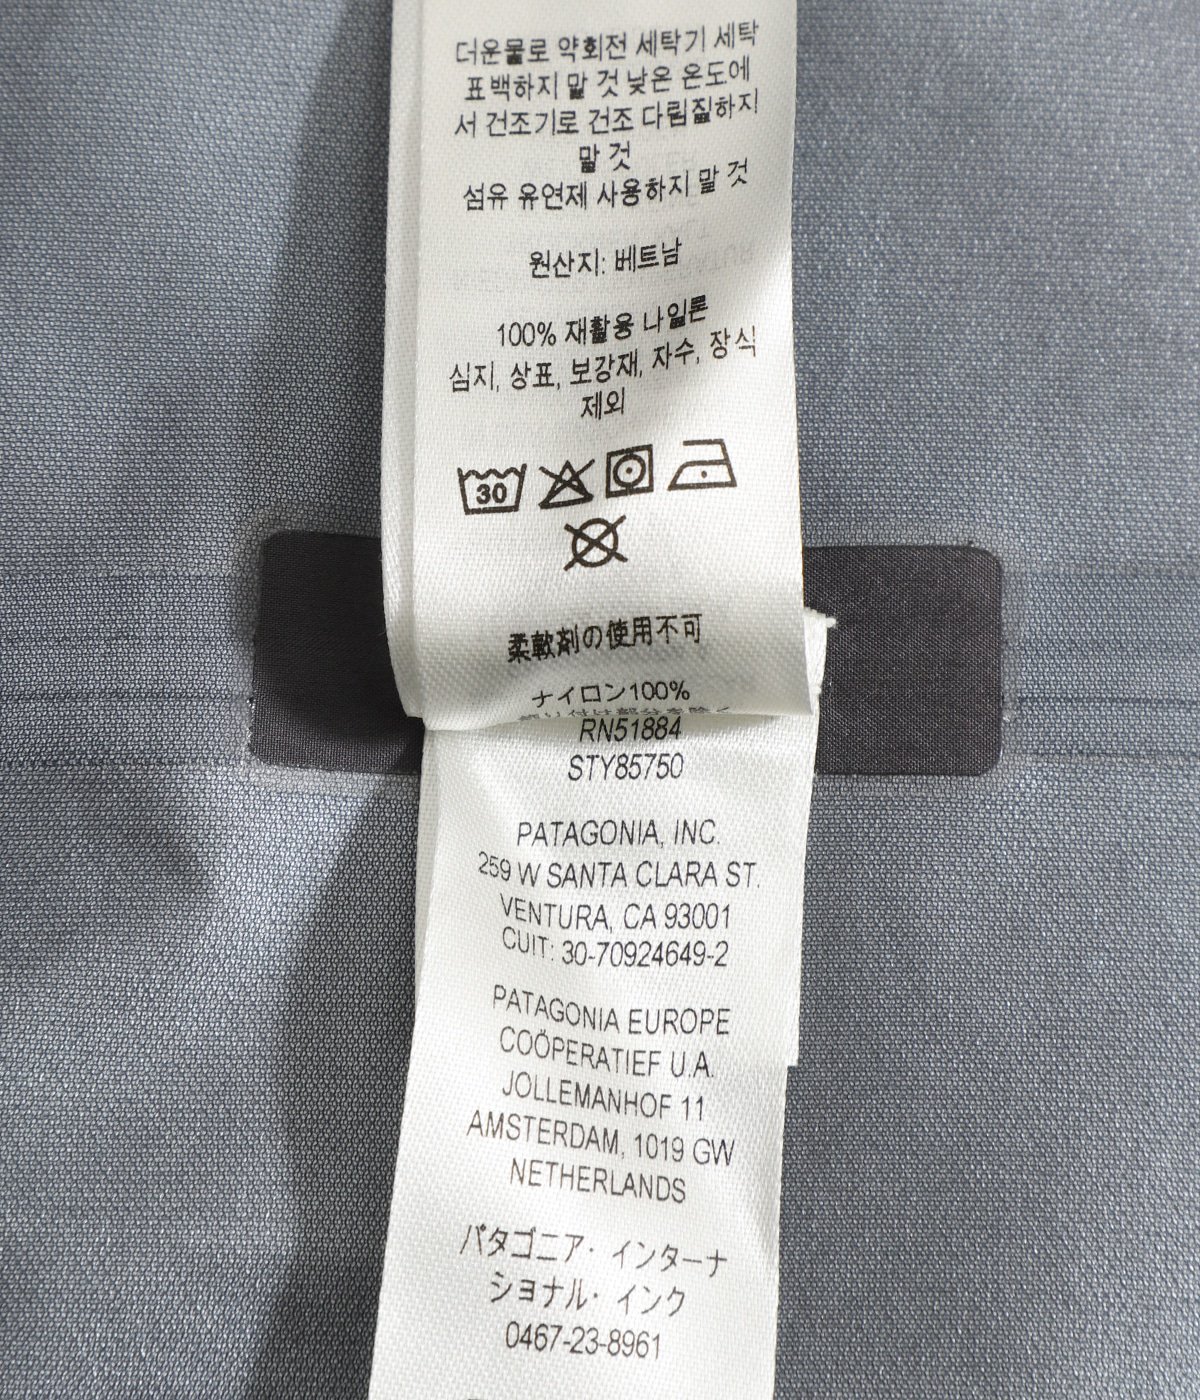 더운물로 약회전 세탁기 세탁
표백하지 말 것 낮은 온도에
서 건조기로 건조 다림질하지
말 것
섬유 유연제 사용하지 말 것
원산지: 베트남
100% 재활용 나일론
심지, 상표, 보강재, 자수, 장식
제외
30
柔軟剤の使用不可
ナイロン100%
RN51884
STY85750
PATAGONIA, INC.
259 W SANTA CLARA ST.
VENTURA, CA 93001
CUIT: 30-70924649-2
PATAGONIA EUROPE
COÖPERATIEF U.A.
JOLLEMANHOF 11
AMSTERDAM, 1019 GW
NETHERLANDS
パタゴニア・インターナ
ショナル・インク
0467-23-8961